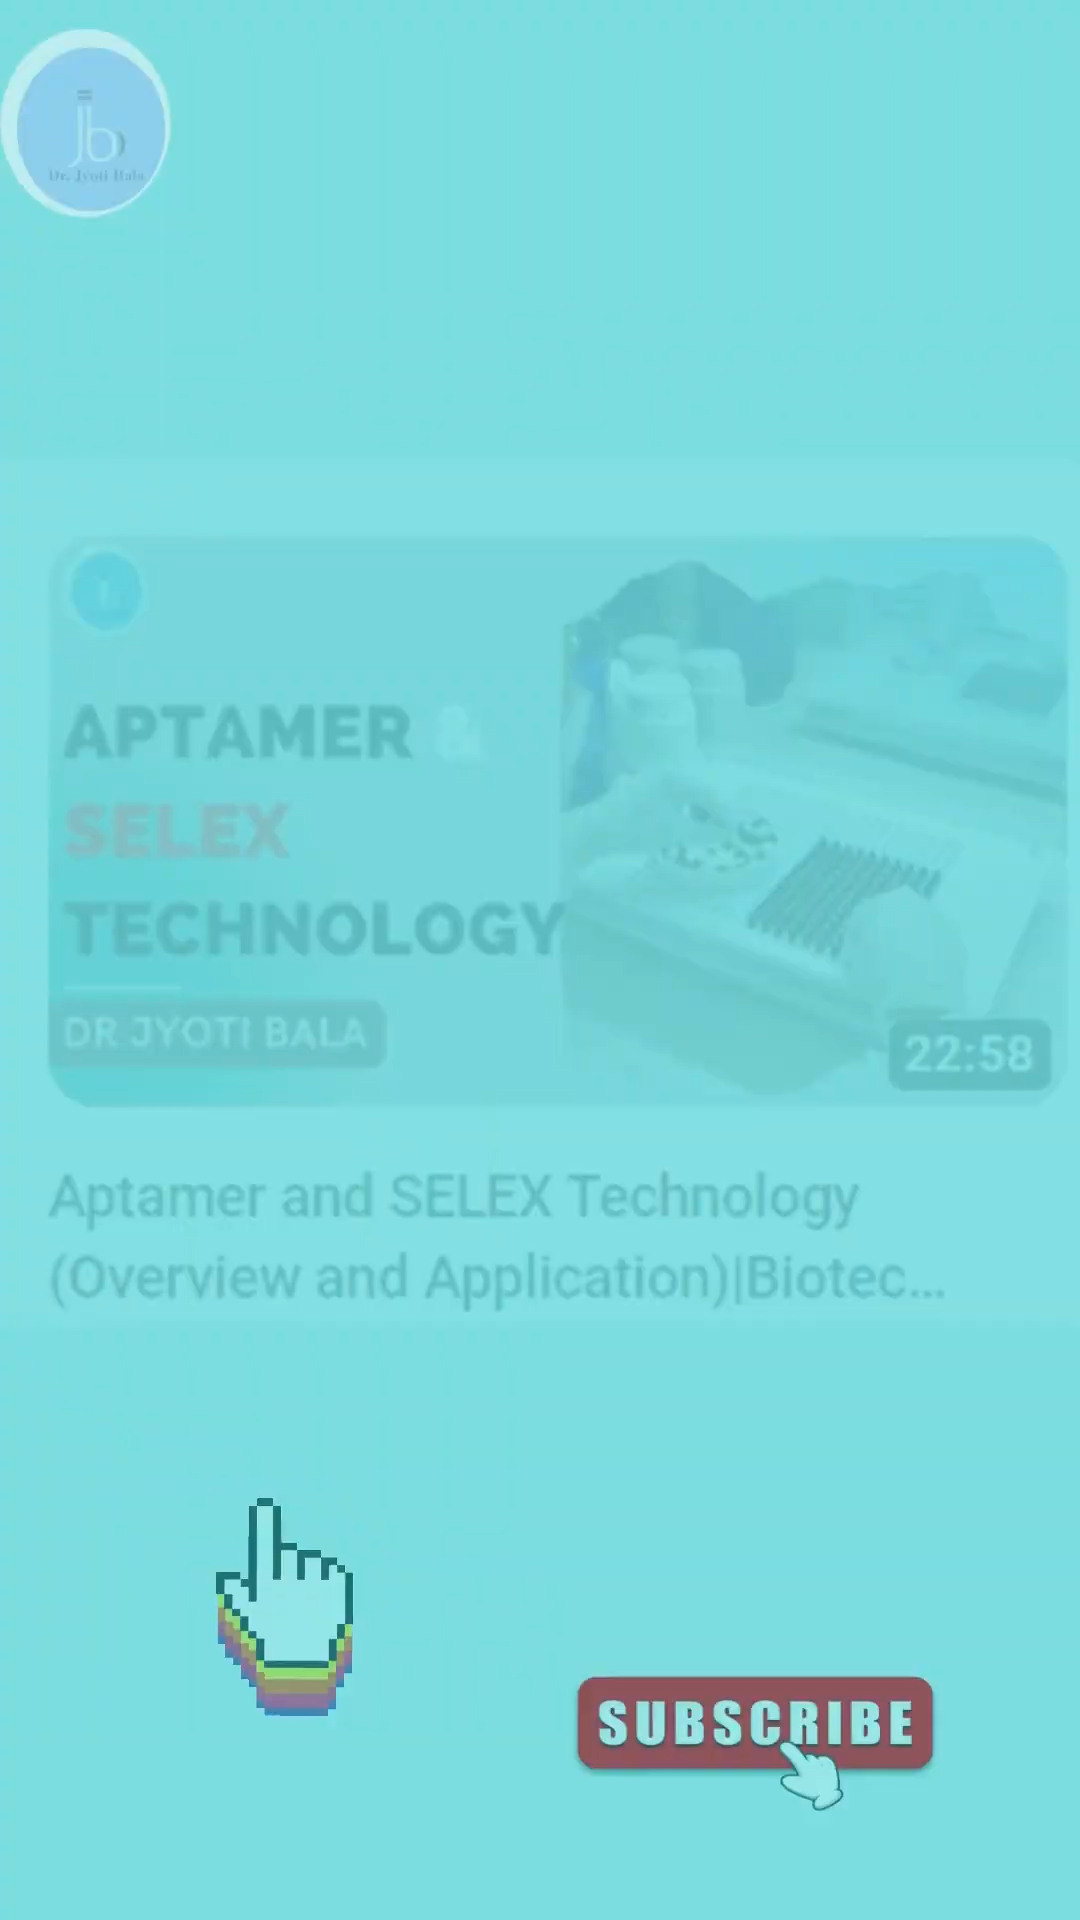 jb
Dr. Jyoti Bala
APTAMER &
SELEX
TECHNOLOGY
DR JYOTI BALA
22:58
Aptamer and SELEX Technology
(Overview and Application)|Biotec...
SUBSCRIBE